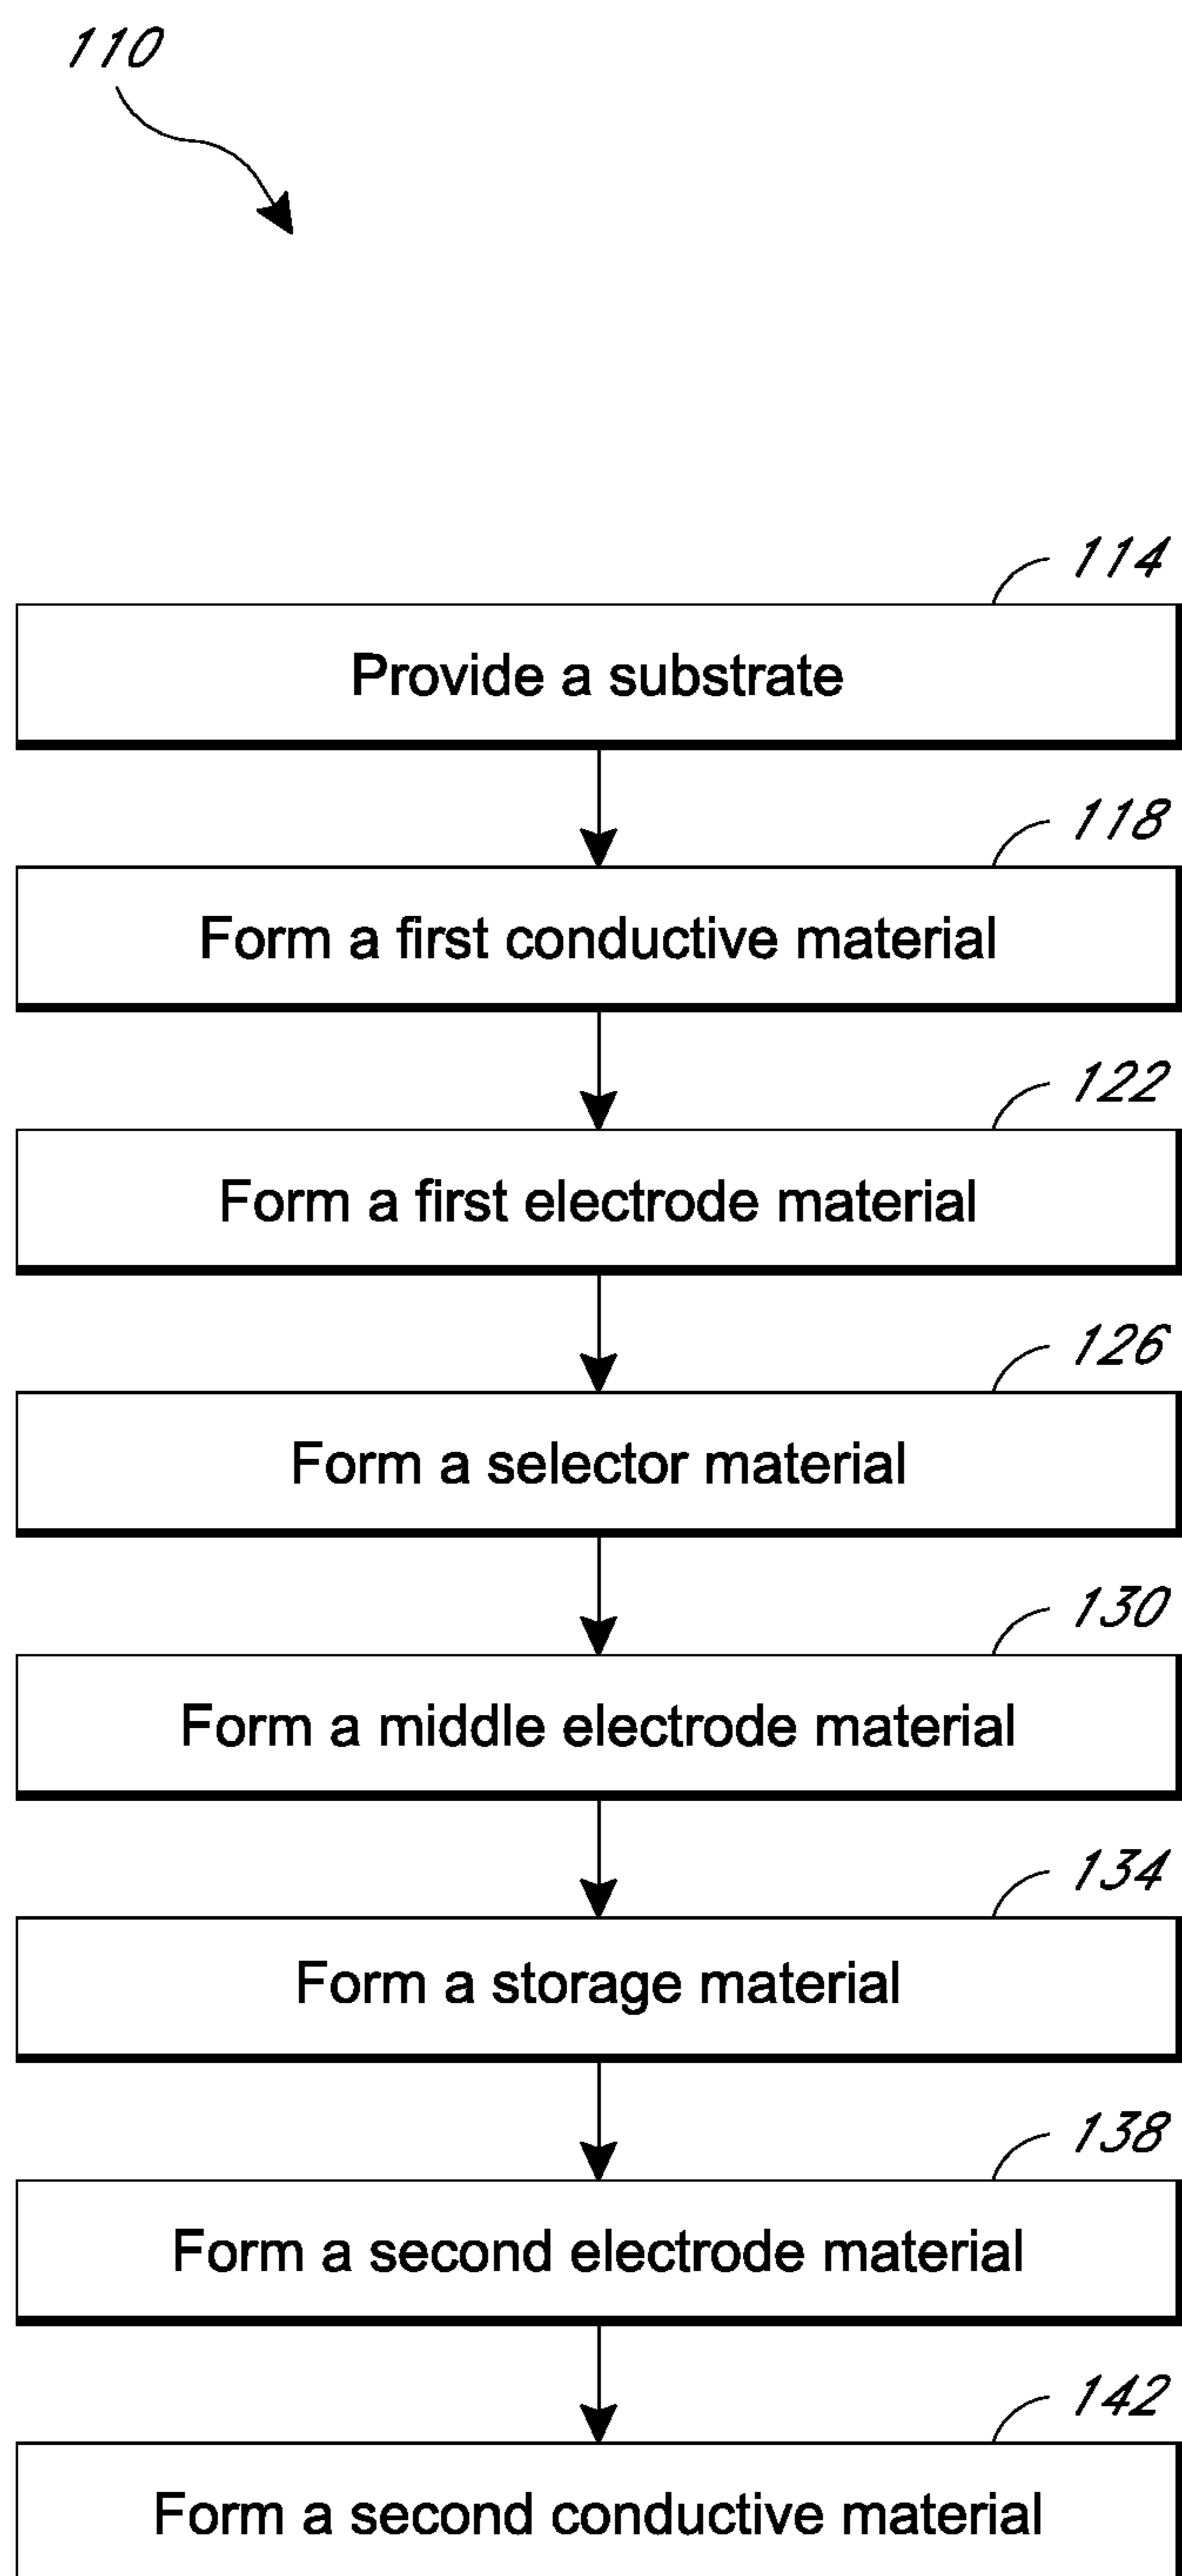 110
114
Provide a substrate
118
Form a first conductive material
122
Form a first electrode material
126
Form a selector material
130
Form a middle electrode material
134
Form a storage material
138
Form a second electrode material
142
Form a second conductive material